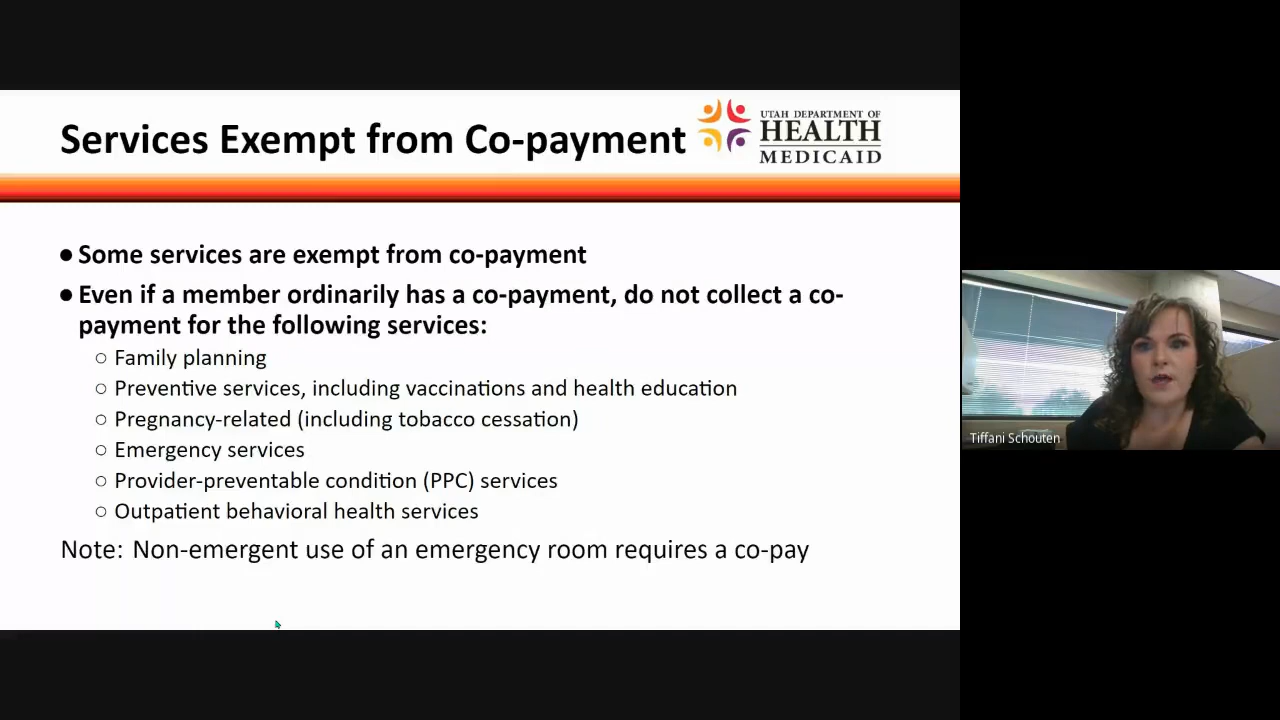 Services Exempt from Co-payment
UTAH DEPARTMENT OF
HEALTH
MEDICAID
● Some services are exempt from co-payment
● Even if a member ordinarily has a co-payment, do not collect a co-
payment for the following services:
○ Family planning
○ Preventive services, including vaccinations and health education
○ Pregnancy-related (including tobacco cessation)
○ Emergency services
○ Provider-preventable condition (PPC) services
○ Outpatient behavioral health services
Note: Non-emergent use of an emergency room requires a co-pay
Tiffani Schouten